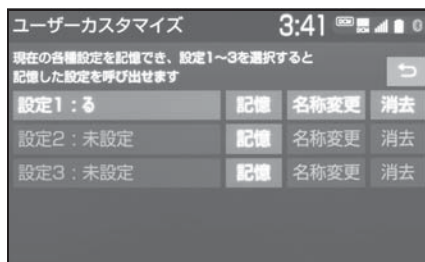 ユーザーカスタマイズ 3:41 DCM 0
現在の各種設定を記憶でき、設定1~3を選択すると
記憶した設定を呼び出せます
設定1:る 記憶 名称変更 消去
設定2:未設定 記憶 名称変更 消去
設定3:未設定 記憶 名称変更 消去